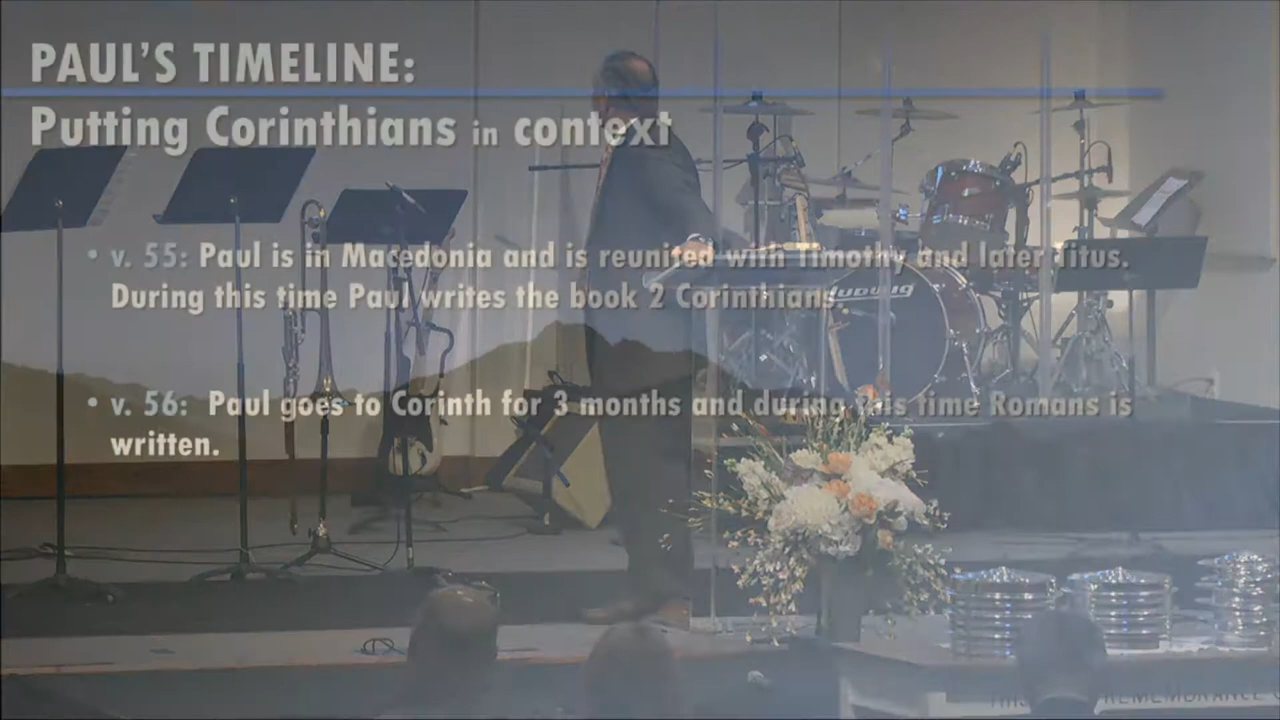 PAUL'S TIMELINE:
Putting Corinthians in context
• v. 55: Paul is in Macedonia and is reunited with Timothy and later Titus.
During this time Paul writes the book 2 Corinthians.
Ludwig
• v. 56: Paul goes to Corinth for 3 months and during this time Romans is
written.
REMEMBRANCE